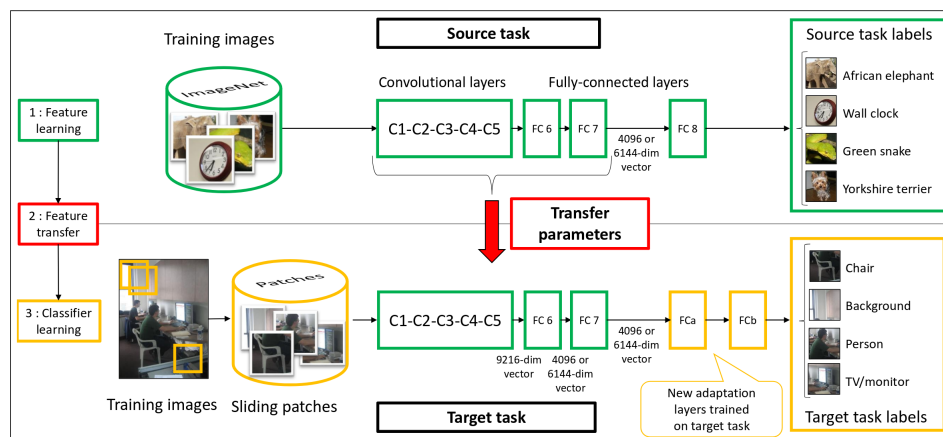 Training images
Source task
Source task labels
ImageNet
Convolutional layers
Fully-connected layers
African elephant
1 : Feature
learning
C1-C2-C3-C4-C5
FC 6
FC 7
4096 or
6144-dim
vector
FC 8
Wall clock
Green snake
Yorkshire terrier
2 : Feature
transfer
Transfer
parameters
Patches
Chair
3 : Classifier
learning
C1-C2-C3-C4-C5
FC 6
FC 7
4096 or
6144-dim
vector
FCa
FCb
Background
9216-dim
vector
4096 or
6144-dim
vector
Person
TV/monitor
Training images
Sliding patches
Target task
New adaptation
layers trained
on target task
Target task labels